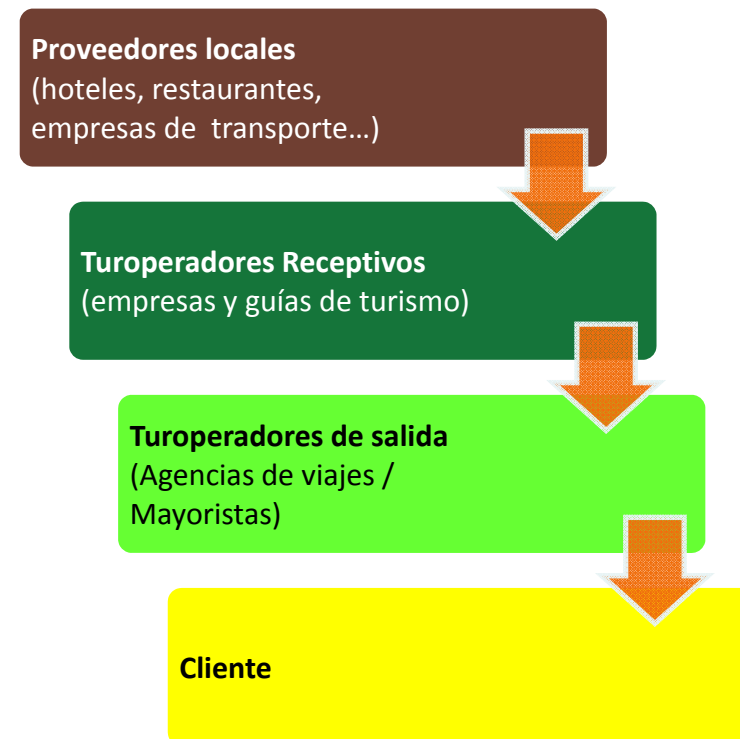 Proveedores locales
(hoteles, restaurantes,
empresas de transporte…)
Turoperadores Receptivos
(empresas y guías de turismo)
Turoperadores de salida
(Agencias de viajes /
Mayoristas)
Cliente